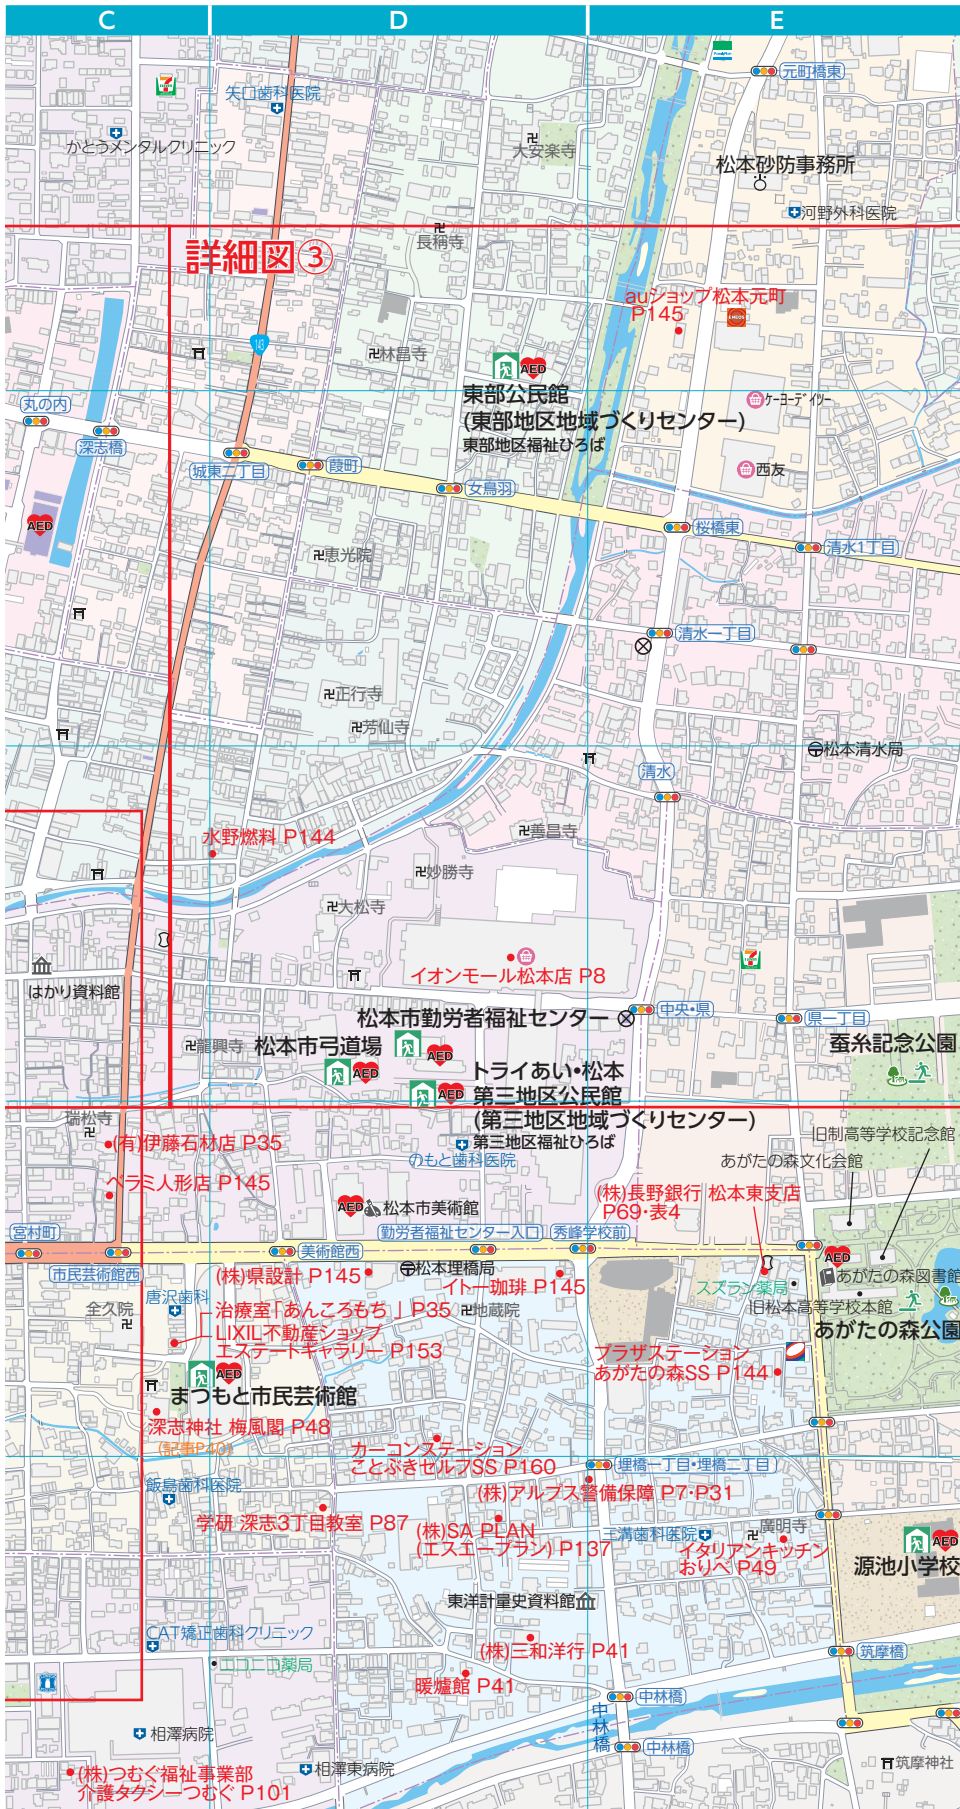 C
D
E
元町橋東
矢口歯科医院
かとうメンタルクリニック
大安楽寺
松本砂防事務所
河野外科医院
長稱寺
詳細図③
auショップ松本元町
P145
ENEOS
143
林昌寺
AED
東部公民館
(東部地区地域づくりセンター)
東部地区福祉ひろば
ケーヨーデイツー
丸の内
深志橋
城東二丁目
葭町
女鳥羽
西友
AED
桜橋東
清水1丁目
恵光院
清水一丁目
正行寺
芳仙寺
松本清水局
清水
水野燃料 P144
善昌寺
妙勝寺
大松寺
イオンモール松本店 P8
はかり資料館
松本市勤労者福祉センター
中央・県
県一丁目
龍興寺
松本市弓道場
AED
AED
AED
トライあい・松本
第三地区公民館
(第三地区地域づくりセンター)
第三地区福祉ひろば
蚕糸記念公園
瑞松寺
(有)伊藤石材店 P35
のもと歯科医院
旧制高等学校記念館
あがたの森文化会館
ベラミ人形店 P145
AED
松本市美術館
(株)長野銀行 松本東支店
P69・表4
宮村町
勤労者福祉センター入口
秀峰学校前
美術館西
市民芸術館西
(株)県設計 P145
松本埋橋局
イトー珈琲 P145
スズラン薬局
AED
あがたの森図書館
旧松本高等学校本館
あがたの森公園
全久院
唐沢歯科
治療室「あんころもち」 P35
地蔵院
LIXIL不動産ショップ
エステートギャラリー P153
プラザステーション
あがたの森SS P144
AED
まつもと市民芸術館
深志神社 梅風閣 P48
(記事P40)
カーコンステーション
ことぶきセルフSS P160
埋橋一丁目・埋橋二丁目
飯島歯科医院
(株)アルプス警備保障 P7・P31
学研 深志3丁目教室 P87
(株)SA PLAN
(エスエープラン) P137
三溝歯科医院
廣明寺
イタリアンキッチン
おりべ P49
AED
源池小学校
東洋計量史資料館
CAT矯正歯科クリニック
ニコニコ薬局
(株)三和洋行 P41
筑摩橋
暖爐館 P41
中林橋
中林橋
中林橋
相澤病院
相澤東病院
筑摩神社
(株)つむぐ福祉事業部
介護タクシーつむぐ P101